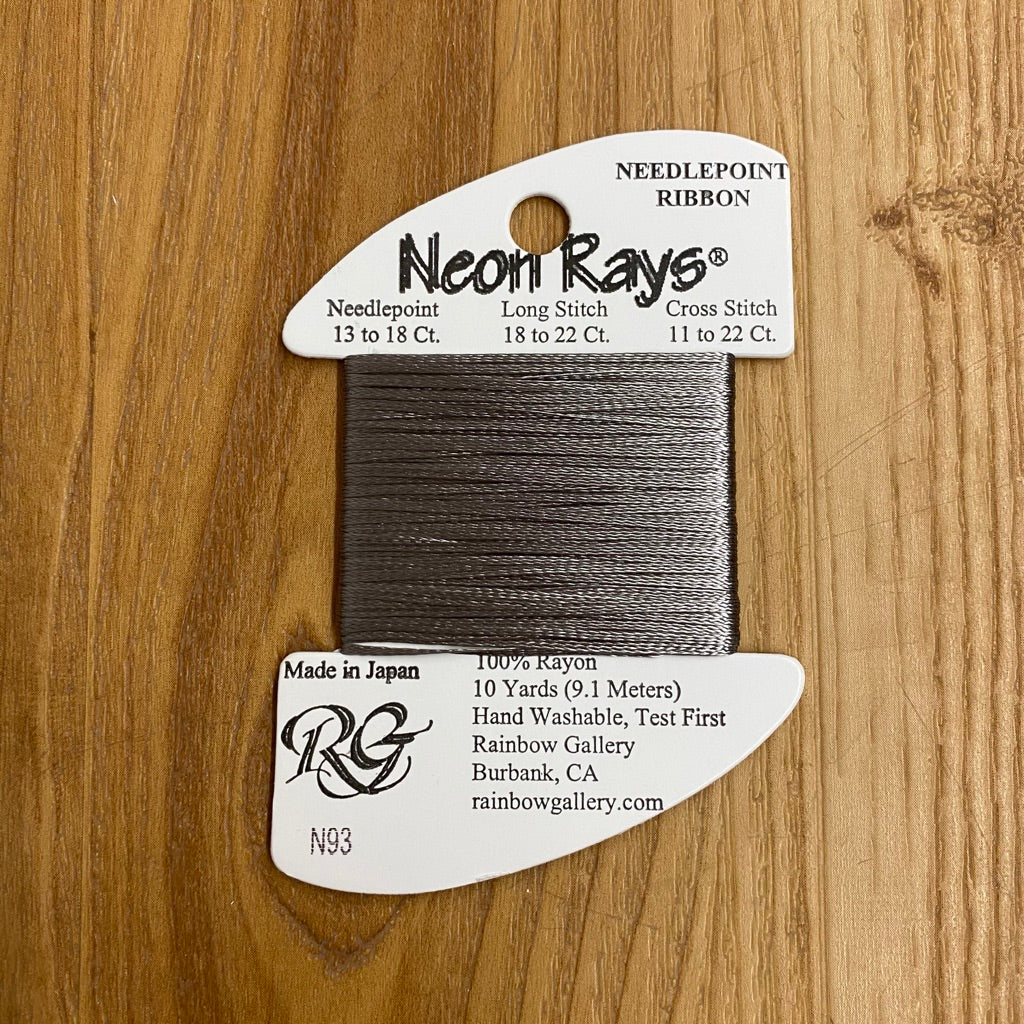 NEEDLEPOINT
RIBBON
Neon Rays®
Needlepoint Long Stitch Cross Stitch
13 to 18 Ct. 18 to 22 Ct. 11 to 22 Ct.
Made in Japan
100% Rayon
10 Yards (9.1 Meters)
Hand Washable, Test First
RG
Rainbow Gallery
Burbank, CA
rainbowgallery.com
N93